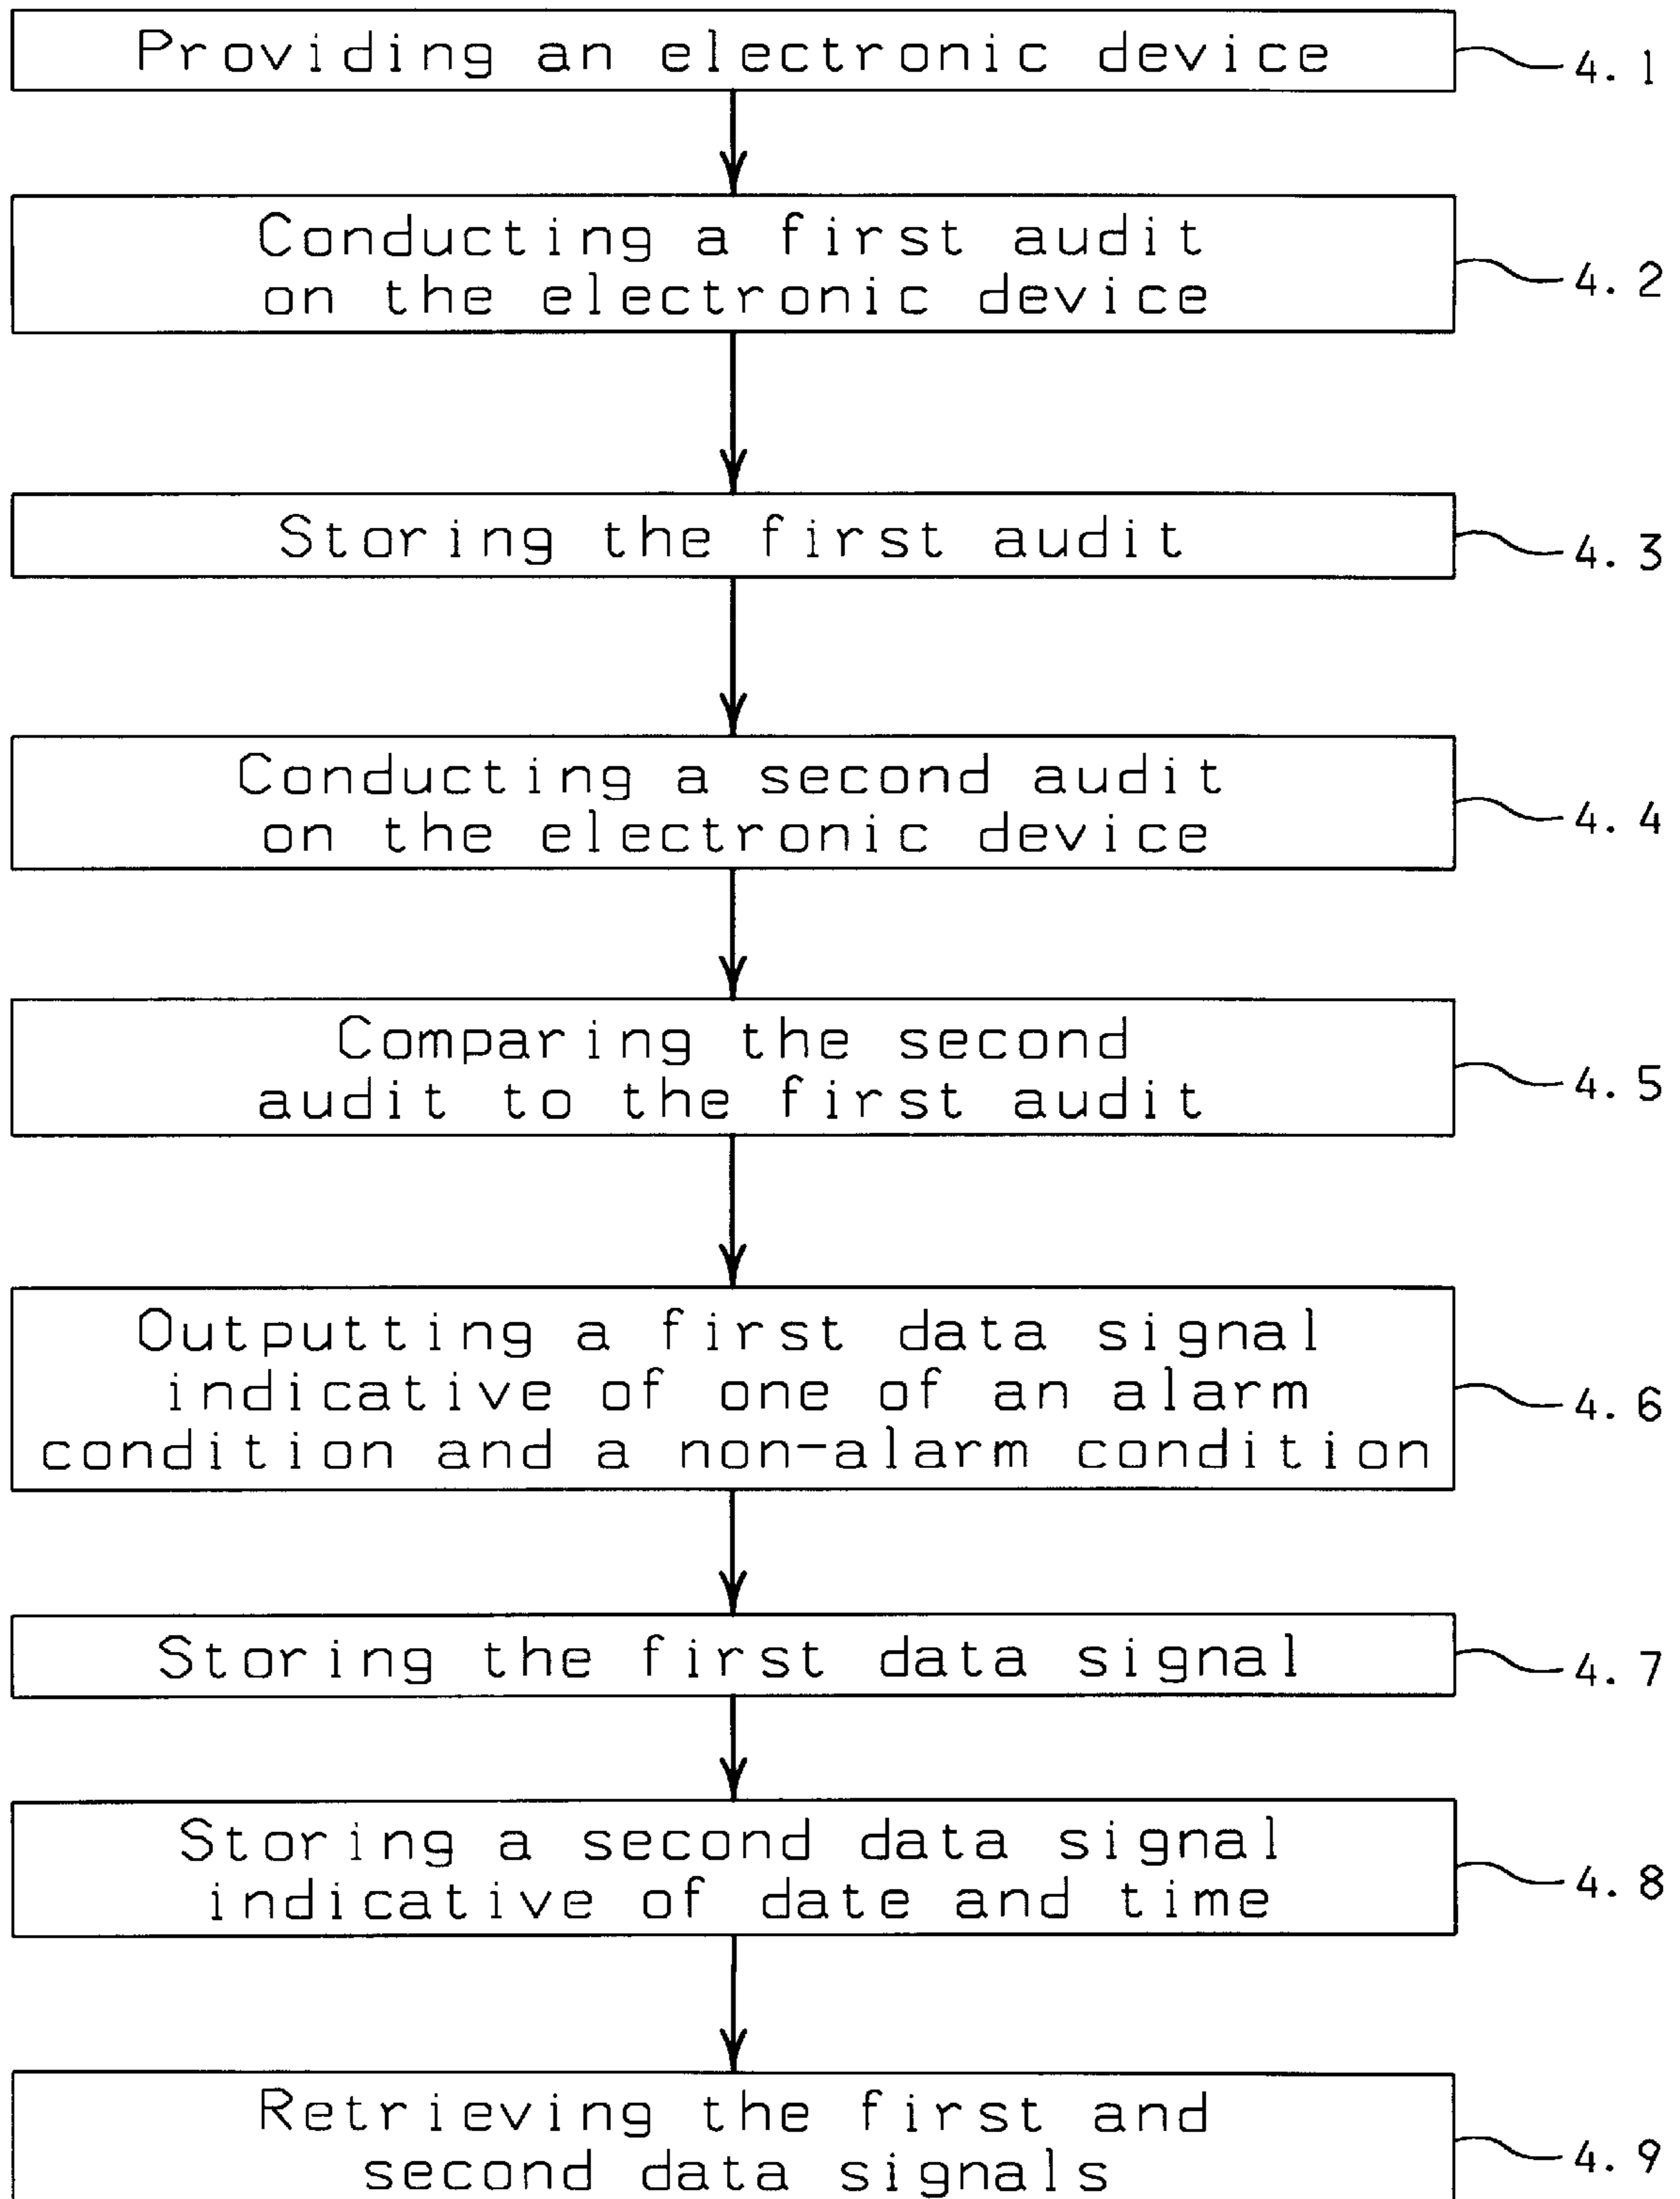 Providing an electronic device
4.1
Conducting a first audit
on the electronic device
4.2
Storing the first audit
4.3
Conducting a second audit
on the electronic device
4.4
Comparing the second
audit to the first audit
4.5
Outputting a first data signal
indicative of one of an alarm
condition and a non-alarm condition
4.6
Storing the first data signal
4.7
Storing a second data signal
indicative of date and time
4.8
Retrieving the first and
second data signals
4.9